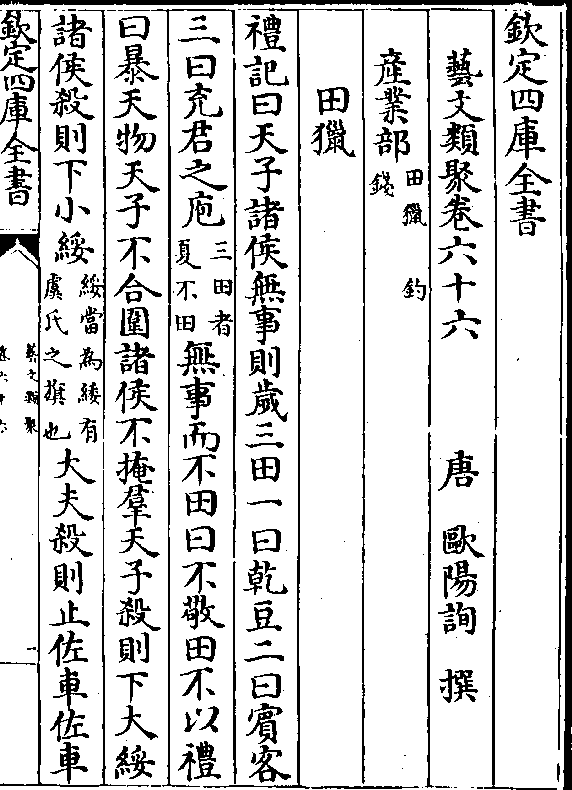 欽定四庫全書
藝文類聚卷六十六　唐　歐陽詢　撰
産業部 田獵　釣
錢
田獵
禮記曰天子諸侯無事則歲三田一曰乾豆二曰賓客
三曰充君之庖 三田者
夏不田 無事而不田曰不敬田不以禮
曰暴天物天子不合圍諸侯不掩羣天子殺則下大綏
諸侯殺則下小綏 綏當為緌有
虞氏之旗也 大夫殺則止佐車佐車
欽定四庫全書
藝文類聚
卷六十六
一